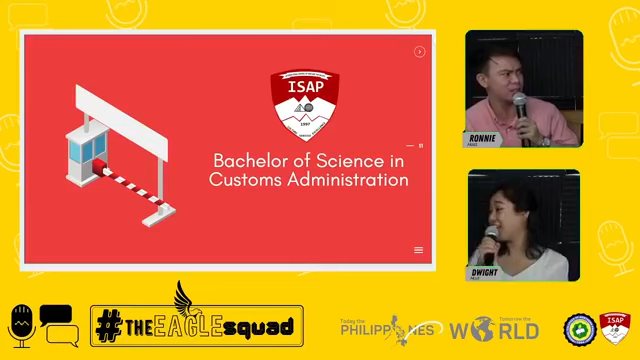 ISAP
1997
Bachelor of Science in
Customs Administration
RONNIE
DWIGHT
#THEEAGLEsquad
Today the
PHILIPPINES
Tomorrow the
WORLD
ISAP